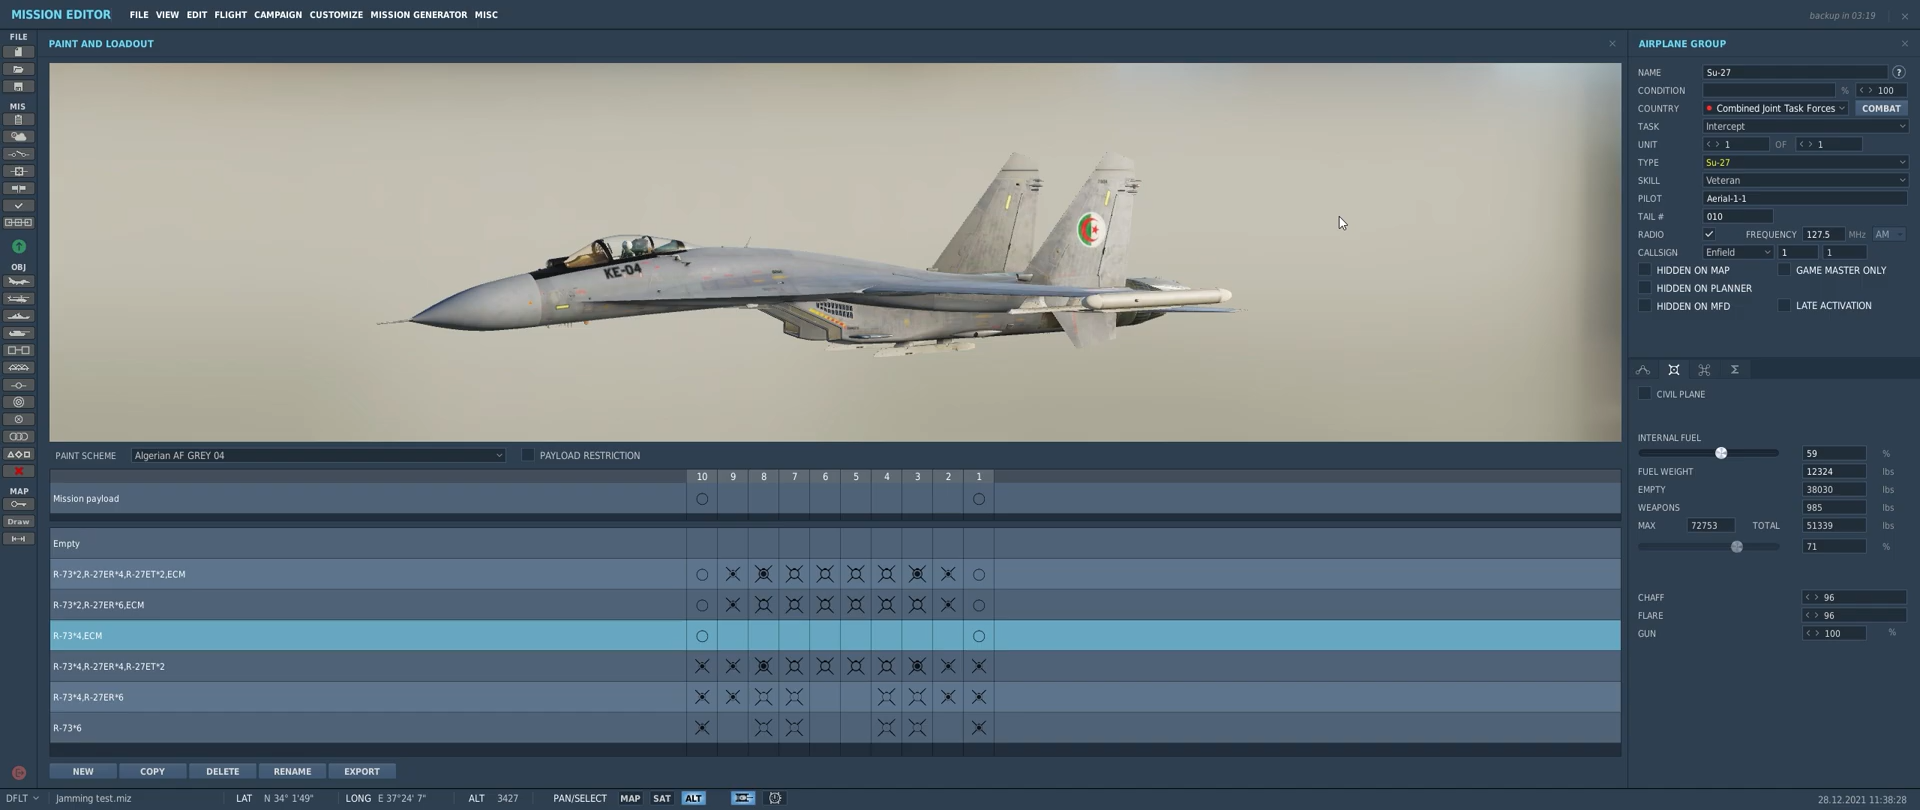 MISSION EDITOR FILE VIEW EDIT FLIGHT CAMPAIGN CUSTOMIZE MISSION GENERATOR MISC backup in 03:19
FILE
PAINT AND LOADOUT
MIS
OBJ
MAP
Draw
KE-04
PAINT SCHEME Algerian AF GREY 04 PAYLOAD RESTRICTION
10 9 8 7 6 5 4 3 2 1
Mission payload
Empty
R-73*2,R-27ER*4,R-27ET*2,ECM
R-73*2,R-27ER*6,ECM
R-73*4,ECM
R-73*4,R-27ER*4,R-27ET*2
R-73*4,R-27ER*6
R-73*6
NEW COPY DELETE RENAME EXPORT
AIRPLANE GROUP
NAME Su-27 ?
CONDITION % < > 100
COUNTRY Combined Joint Task Forces COMBAT
TASK Intercept
UNIT < > 1 OF < > 1
TYPE Su-27
SKILL Veteran
PILOT Aerial-1-1
TAIL # 010
RADIO FREQUENCY 127.5 MHz AM
CALLSIGN Enfield 1 1
HIDDEN ON MAP GAME MASTER ONLY
HIDDEN ON PLANNER
HIDDEN ON MFD LATE ACTIVATION
Σ
CIVIL PLANE
INTERNAL FUEL
59 %
FUEL WEIGHT 12324 lbs
EMPTY 38030 lbs
WEAPONS 985 lbs
MAX 72753 TOTAL 51339 lbs
71 %
CHAFF < > 96
FLARE < > 96
GUN < > 100 %
DFLT Jamming test.miz LAT N 34° 1'49" LONG E 37°24' 7" ALT 3427 PAN/SELECT MAP SAT ALT 28.12.2021 11:38:28